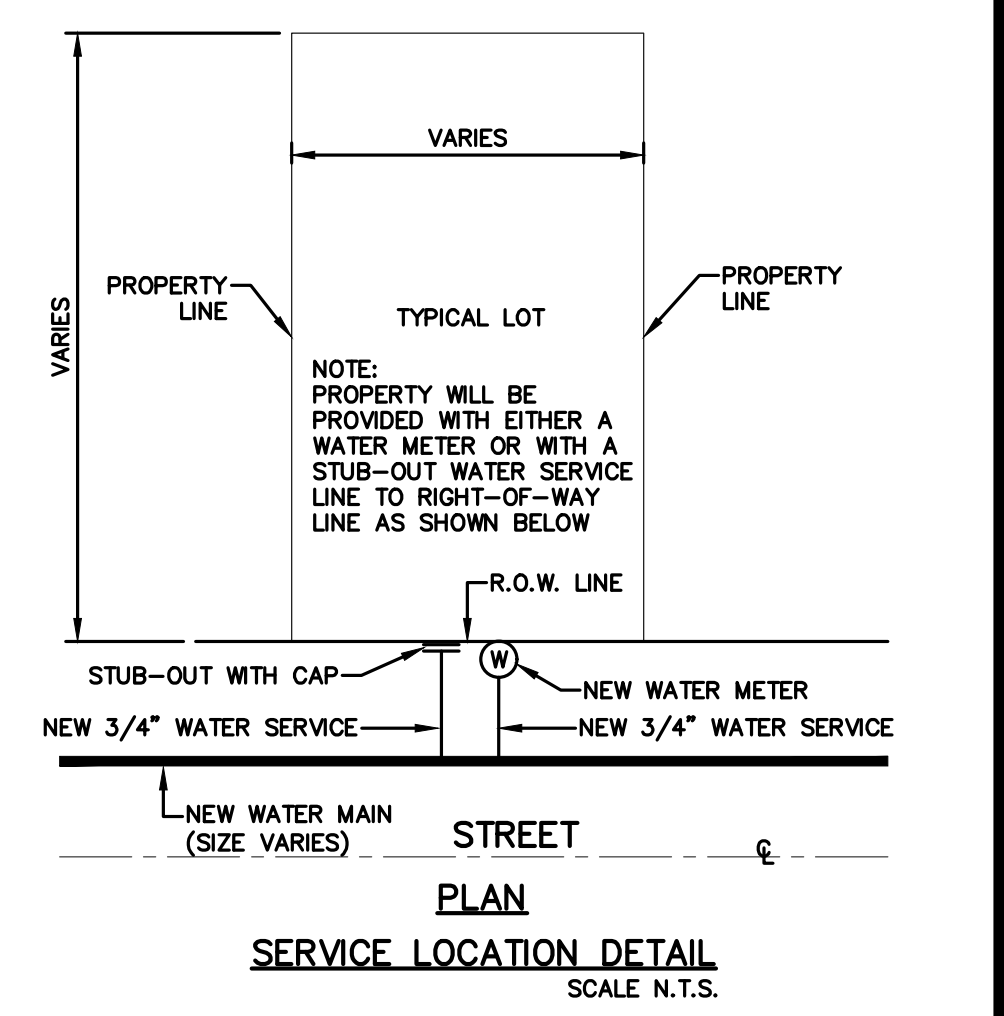 VARIES
VARIES
PROPERTY
LINE
PROPERTY
LINE
TYPICAL LOT
NOTE:
PROPERTY WILL BE
PROVIDED WITH EITHER A
WATER METER OR WITH A
STUB-OUT WATER SERVICE
LINE TO RIGHT-OF-WAY
LINE AS SHOWN BELOW
R.O.W. LINE
STUB-OUT WITH CAP
W
NEW WATER METER
NEW 3/4" WATER SERVICE
NEW 3/4" WATER SERVICE
NEW WATER MAIN
(SIZE VARIES)
STREET
℄
PLAN
SERVICE LOCATION DETAIL
SCALE N.T.S.